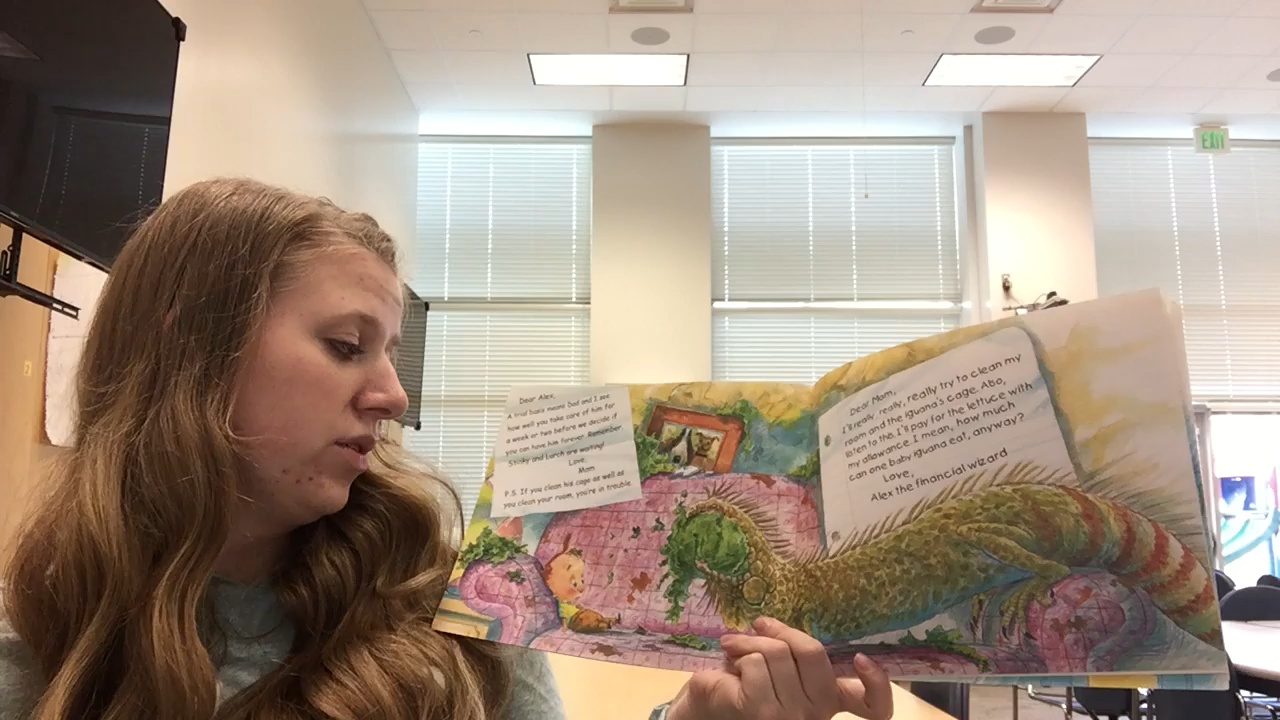 Dear Alex,
A trial basis means Dad and I see
how well you take care of him for
a week or two before we decide if
you can have him forever. Remember,
Stinky and Lurch are waiting!
Love,
Mom
P.S. If you clean his cage as well as
you clean your room, you're in trouble.
Dear Mom,
I'll really, really, really try to clean my
room and the iguana's cage. Also,
listen to this. I'll pay for the lettuce with
my allowance. I mean, how much
can one baby iguana eat, anyway?
Love,
Alex the financial wizard
EXIT